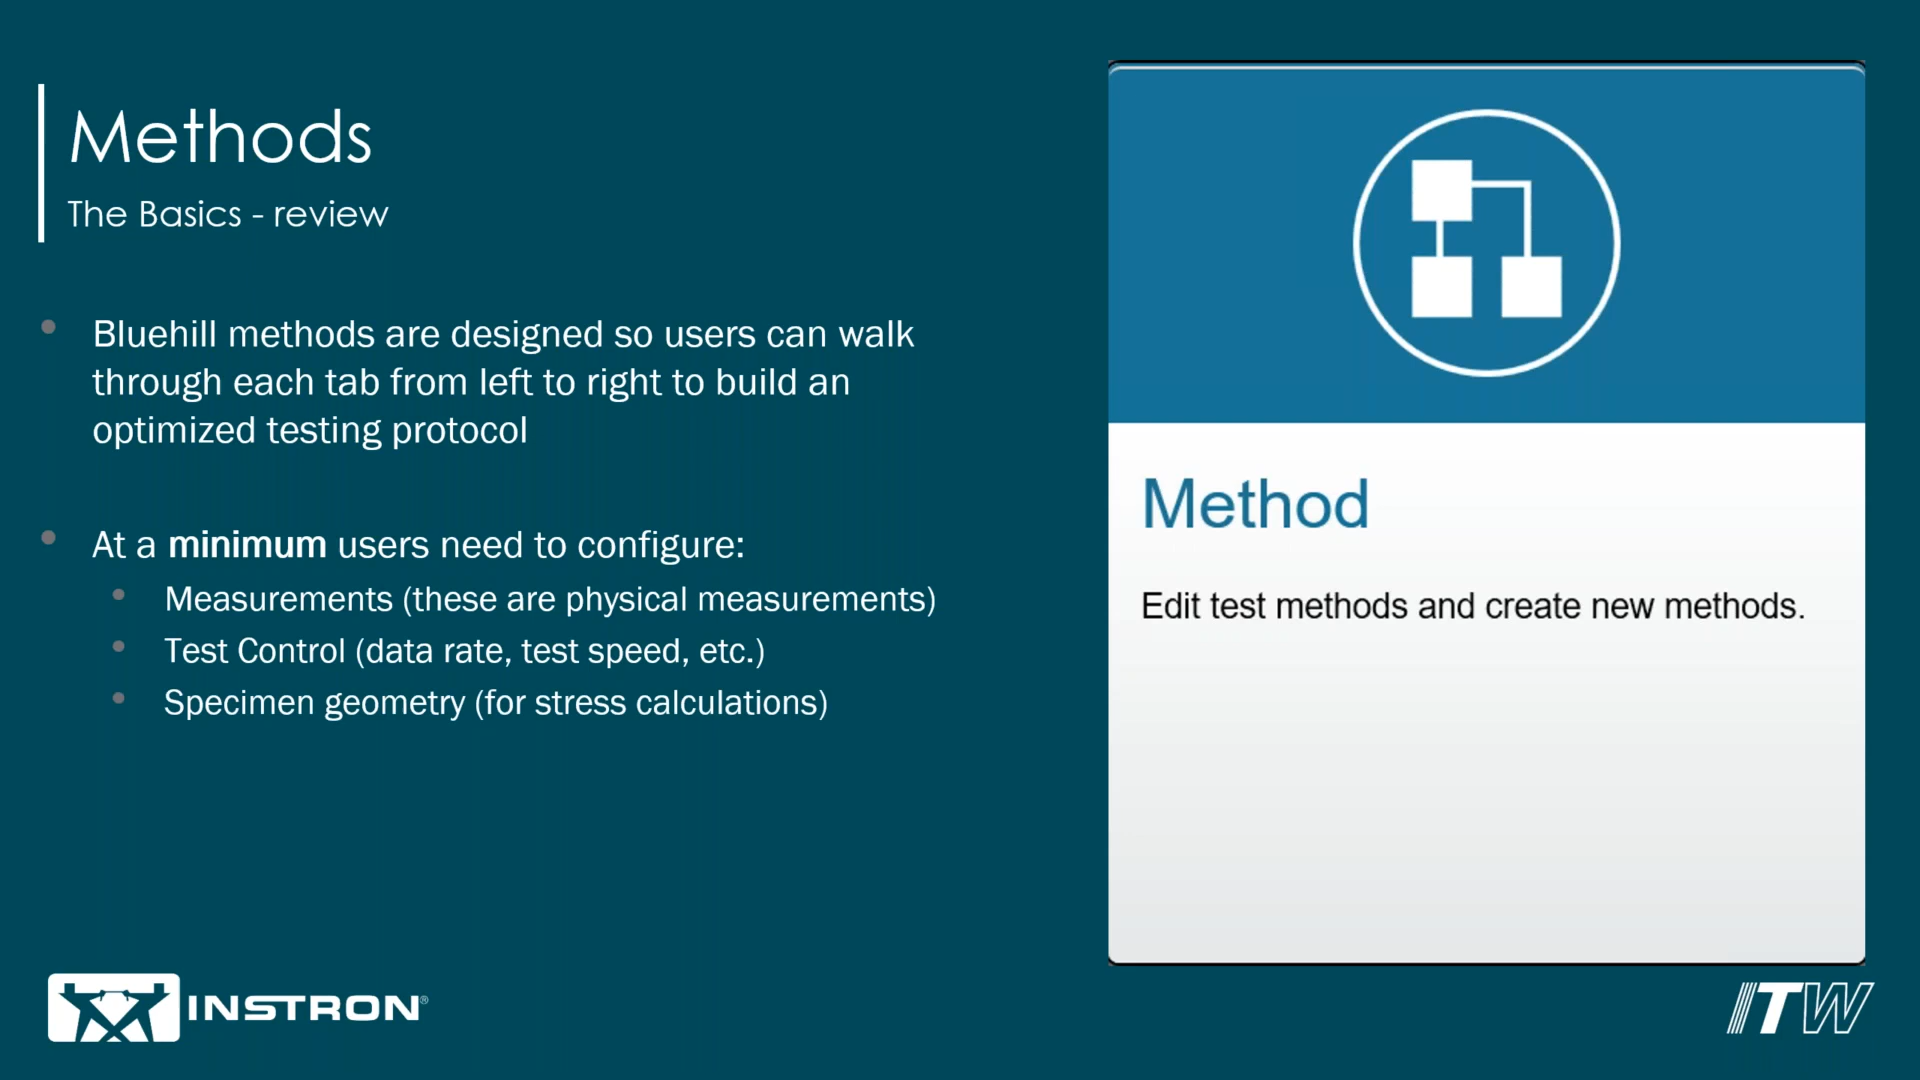 Methods
The Basics - review
Bluehill methods are designed so users can walk
through each tab from left to right to build an
optimized testing protocol
At a minimum users need to configure:
Measurements (these are physical measurements)
Test Control (data rate, test speed, etc.)
Specimen geometry (for stress calculations)
Method
Edit test methods and create new methods.
INSTRON®
ITW